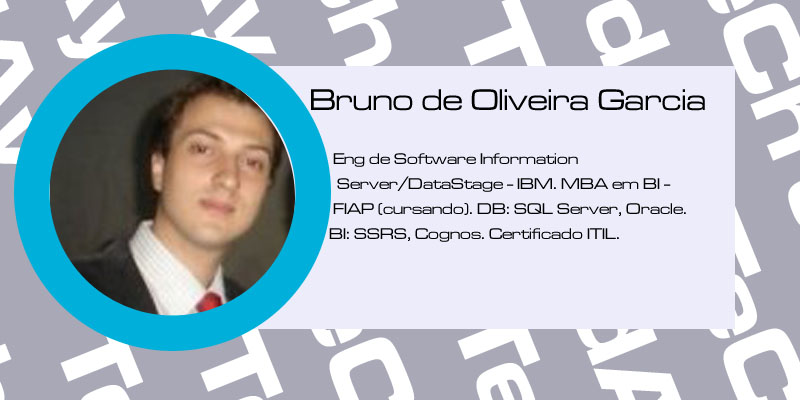 Bruno de Oliveira Garcia
Eng de Software Information
Server/DataStage - IBM. MBA em BI -
FIAP (cursando). DB: SQL Server, Oracle.
BI: SSRS, Cognos. Certificado ITIL.